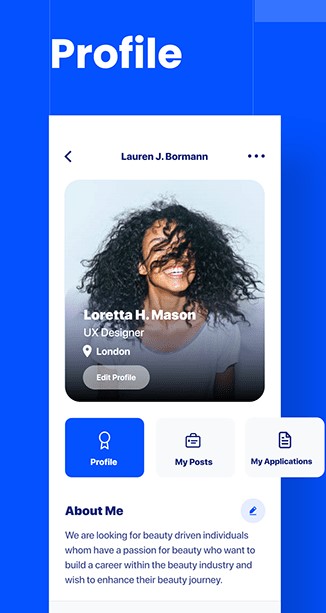 Profile
Lauren J. Bormann
Loretta H. Mason
UX Designer
London
Edit Profile
Profile
My Posts
My Applications
About Me
We are looking for beauty driven individuals
whom have a passion for beauty who want to
build a career within the beauty industry and
wish to enhance their beauty journey.